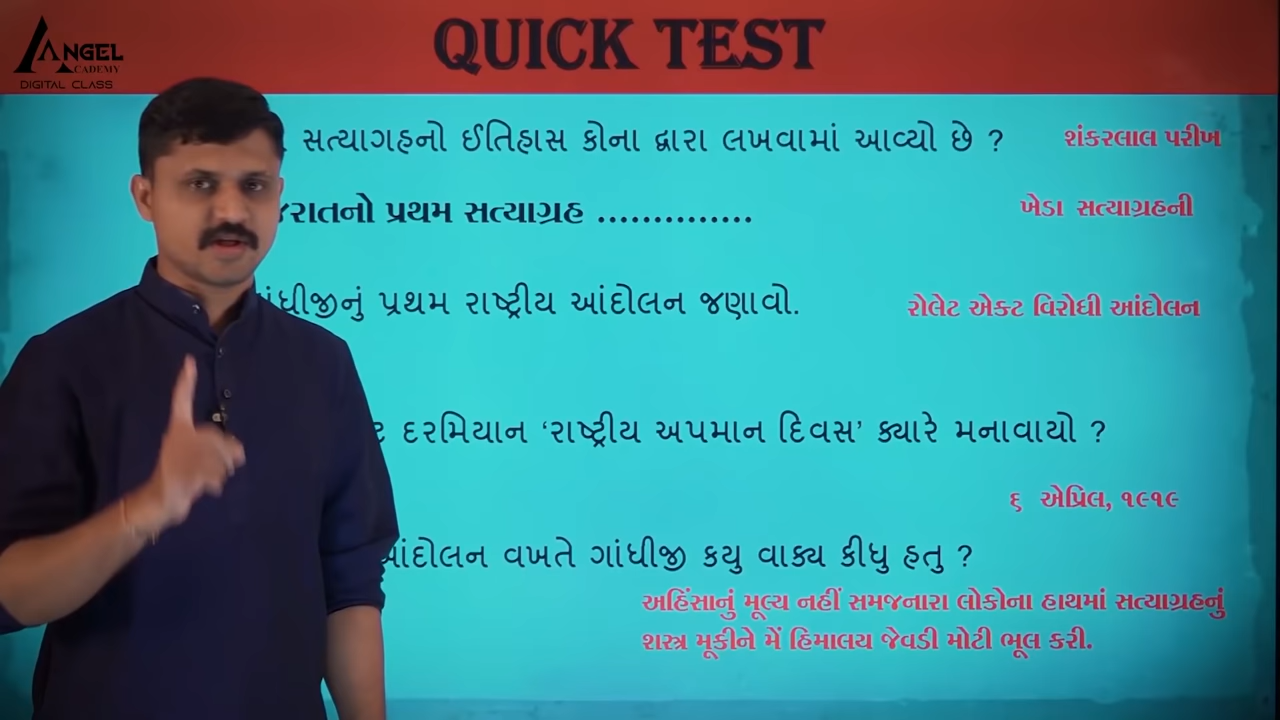 ANGEL
ACADEMY
DIGITAL CLASS
QUICK TEST
સત્યાગહનો ઈતિહાસ કોના દ્વારા લખવામાં આવ્યો છે ? શંકરલાલ પરીખ
જરાતનો પ્રથમ સત્યાગ્રહ .............. ખેડા સત્યાગ્રહની
ાંધીજીનું પ્રથમ રાષ્ટ્રીય આંદોલન જણાવો. રોલેટ એક્ટ વિરોધી આંદોલન
ટ દરમિયાન ‘રાષ્ટ્રીય અપમાન દિવસ’ ક્યારે મનાવાયો ?
૬ એપ્રિલ, ૧૯૧૯
આંદોલન વખતે ગાંધીજી કયુ વાક્ય કીધુ હતુ ?
અહિંસાનું મૂલ્ય નહીં સમજનારા લોકોના હાથમાં સત્યાગ્રહનું
શસ્ત્ર મૂકીને મેં હિમાલય જેવડી મોટી ભૂલ કરી.